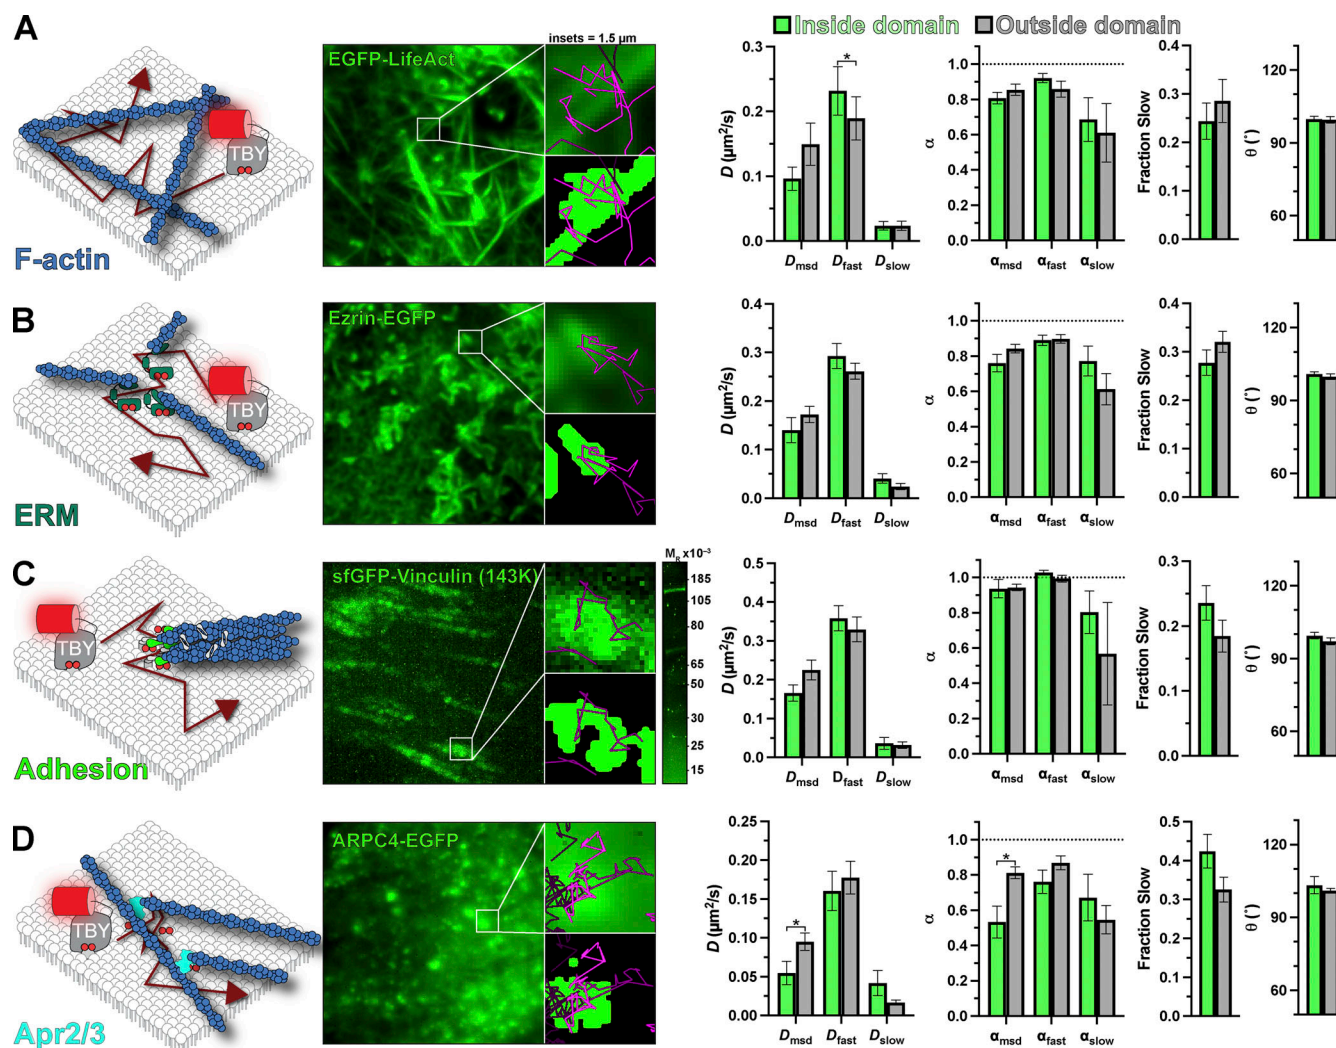 Inside domain Outside domain
A
TBY
F-actin
EGFP-LifeAct
insets = 1.5 µm
D (µm²/s)
0.3
0.2
0.1
0.0
*
Dmsd Dfast Dslow
α
1.0
0.8
0.6
0.4
0.2
0.0
αmsd αfast αslow
Fraction Slow
0.4
0.3
0.2
0.1
0.0
θ (°)
120
90
60
B
TBY
ERM
Ezrin-EGFP
D (µm²/s)
0.4
0.3
0.2
0.1
0.0
Dmsd Dfast Dslow
α
1.0
0.8
0.6
0.4
0.2
0.0
αmsd αfast αslow
Fraction Slow
0.4
0.3
0.2
0.1
0.0
θ (°)
120
90
60
C
TBY
Adhesion
sfGFP-Vinculin (143K)
MR x10⁻³
185
105
80
65
50
30
25
15
D (µm²/s)
0.5
0.4
0.3
0.2
0.1
0.0
Dmsd Dfast Dslow
α
1.0
0.8
0.6
0.4
0.2
0.0
αmsd αfast αslow
Fraction Slow
0.3
0.2
0.1
0.0
θ (°)
120
90
60
D
TBY
Apr2/3
ARPC4-EGFP
D (µm²/s)
0.25
0.20
0.15
0.10
0.05
0.00
*
Dmsd Dfast Dslow
α
1.0
0.8
0.6
0.4
0.2
0.0
*
αmsd αfast αslow
Fraction Slow
0.5
0.4
0.3
0.2
0.1
0.0
θ (°)
120
90
60